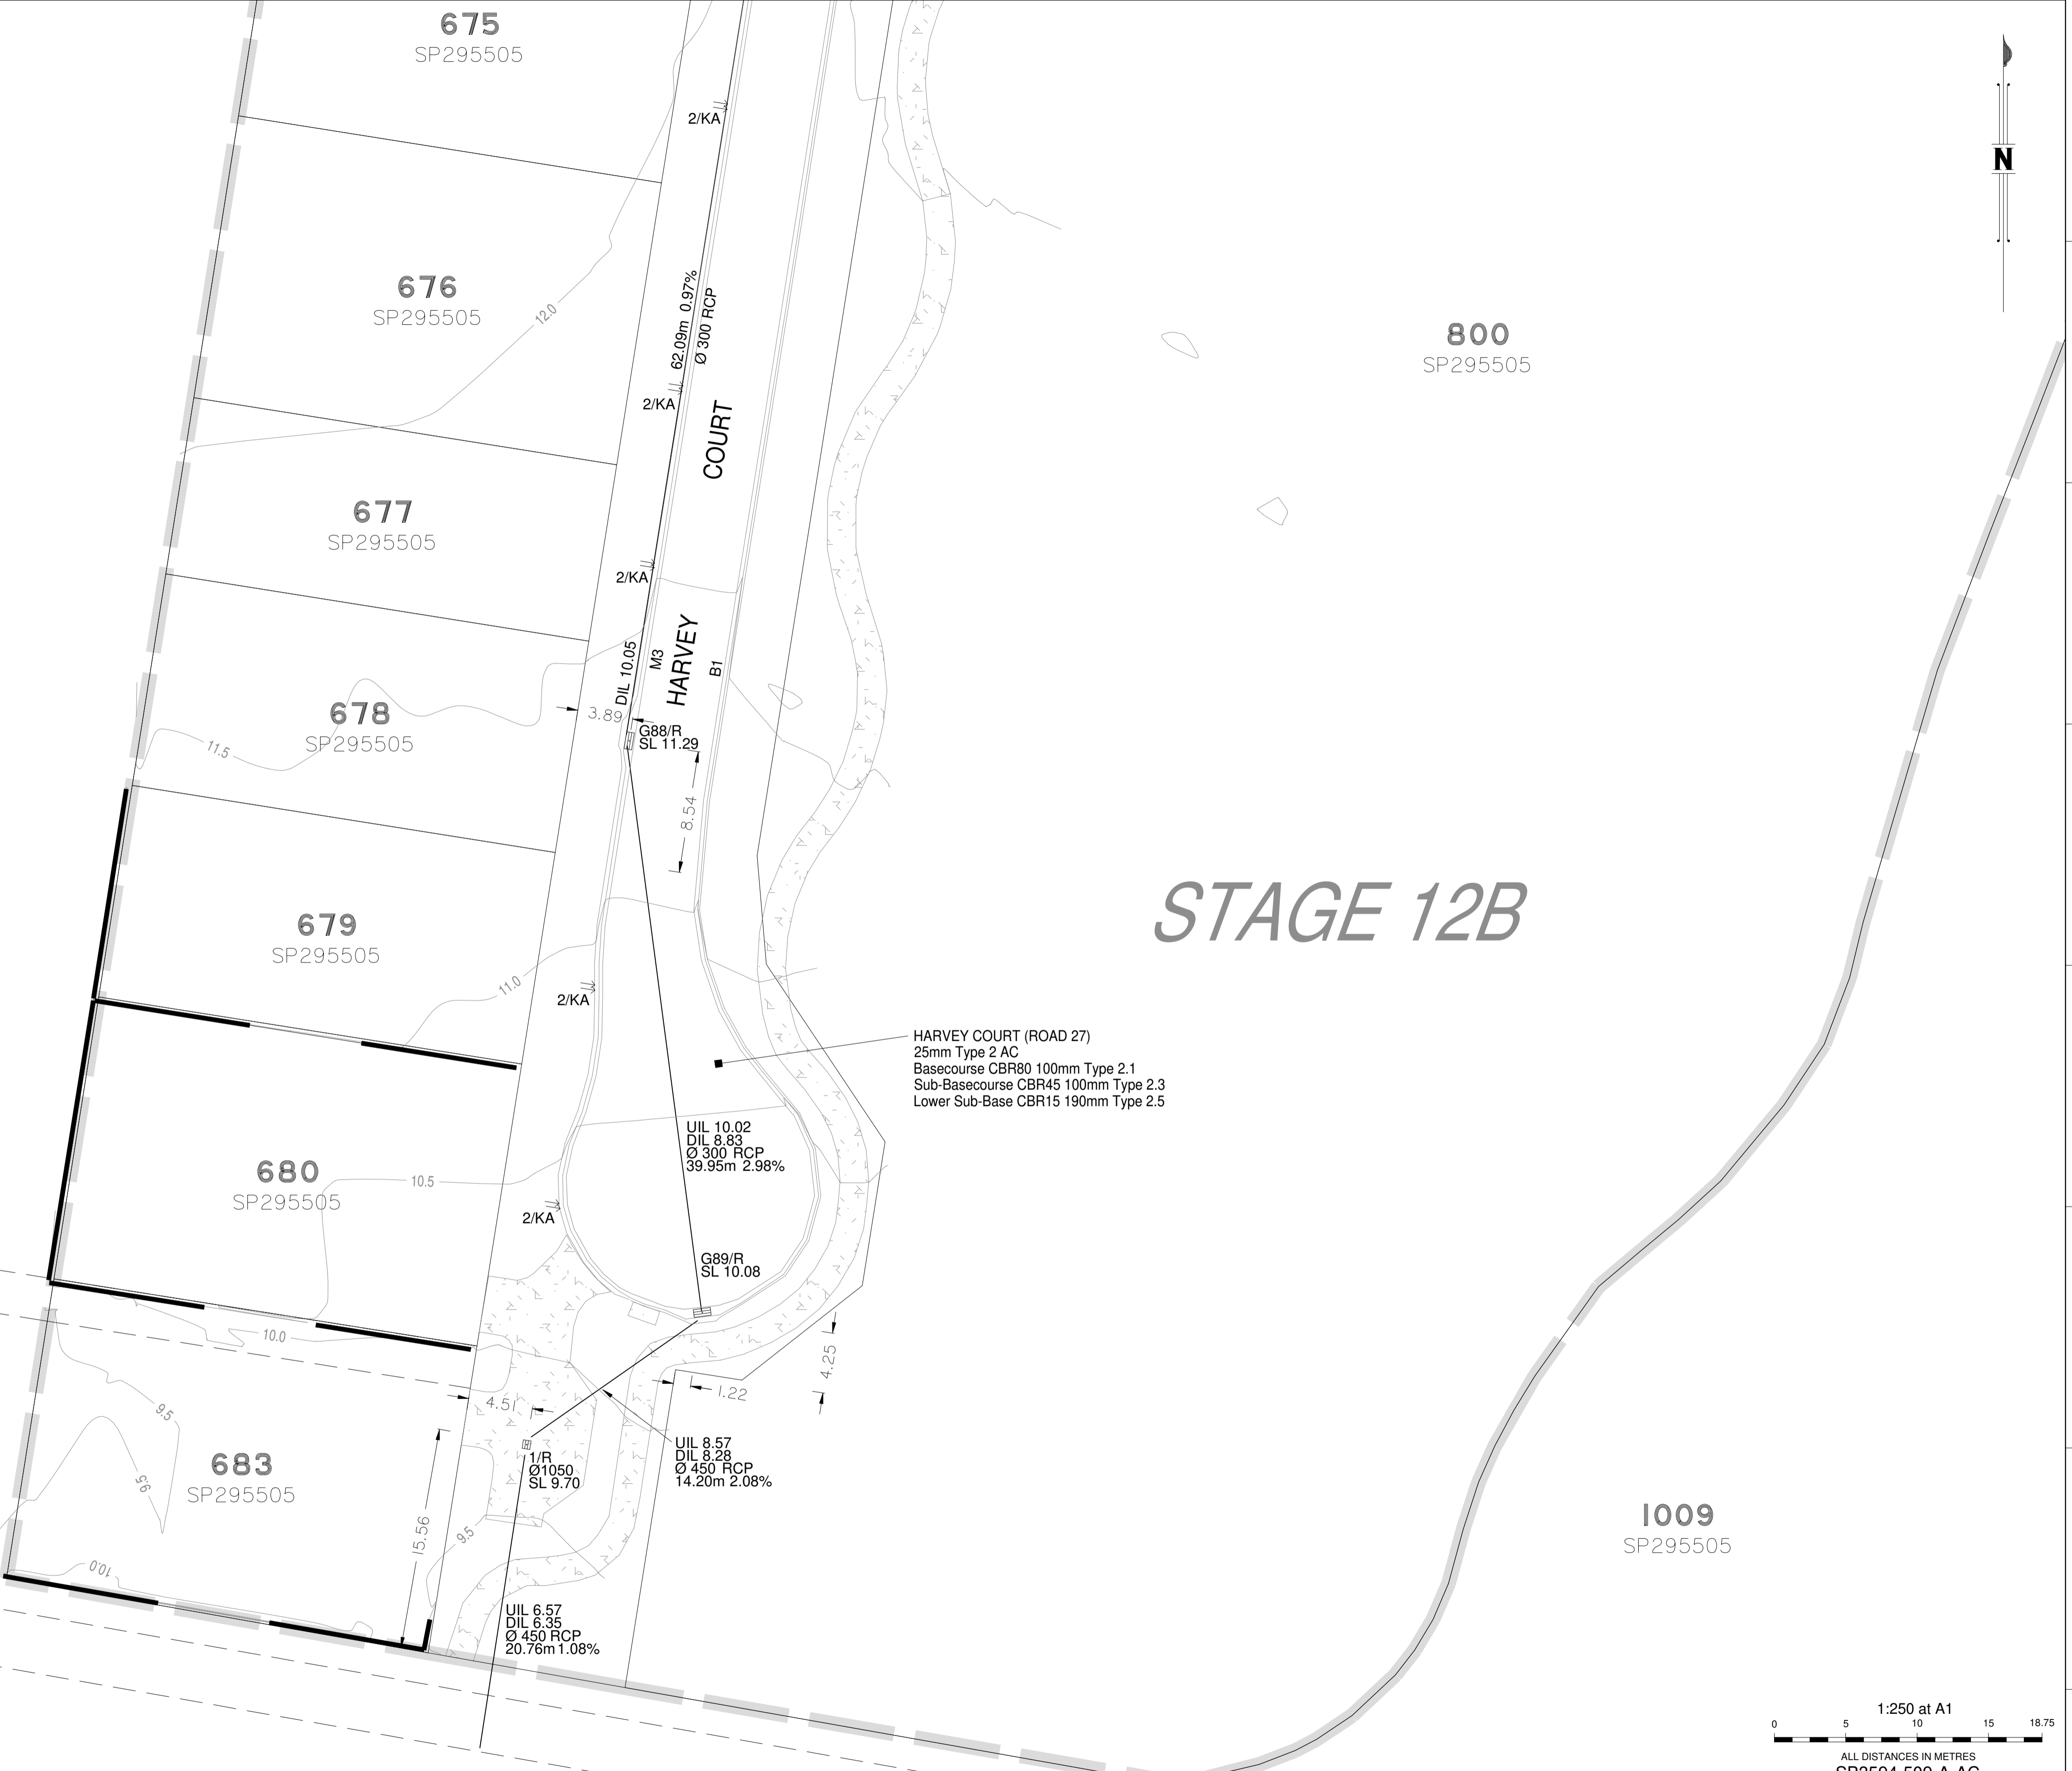 675
SP295505
2/KA
N
676
SP295505
12.0
62.09m 0.97%
Ø 300 RCP
800
SP295505
2/KA
COURT
677
SP295505
2/KA
HARVEY
DIL 10.05
M3
B1
678
SP295505
11.5
3.89
G88/R
SL 11.29
8.54
STAGE 12B
679
SP295505
11.0
2/KA
HARVEY COURT (ROAD 27)
25mm Type 2 AC
Basecourse CBR80 100mm Type 2.1
Sub-Basecourse CBR45 100mm Type 2.3
Lower Sub-Base CBR15 190mm Type 2.5
UIL 10.02
DIL 8.83
Ø 300 RCP
39.95m 2.98%
680
SP295505
10.5
2/KA
G89/R
SL 10.08
10.0
4.25
1.22
4.51
9.5
9.5
683
SP295505
UIL 8.57
DIL 8.28
Ø 450 RCP
14.20m 2.08%
1/R
Ø1050
SL 9.70
15.56
9.5
10.0
1009
SP295505
UIL 6.57
DIL 6.35
Ø 450 RCP
20.76m 1.08%
1:250 at A1
0 5 10 15 18.75
ALL DISTANCES IN METRES